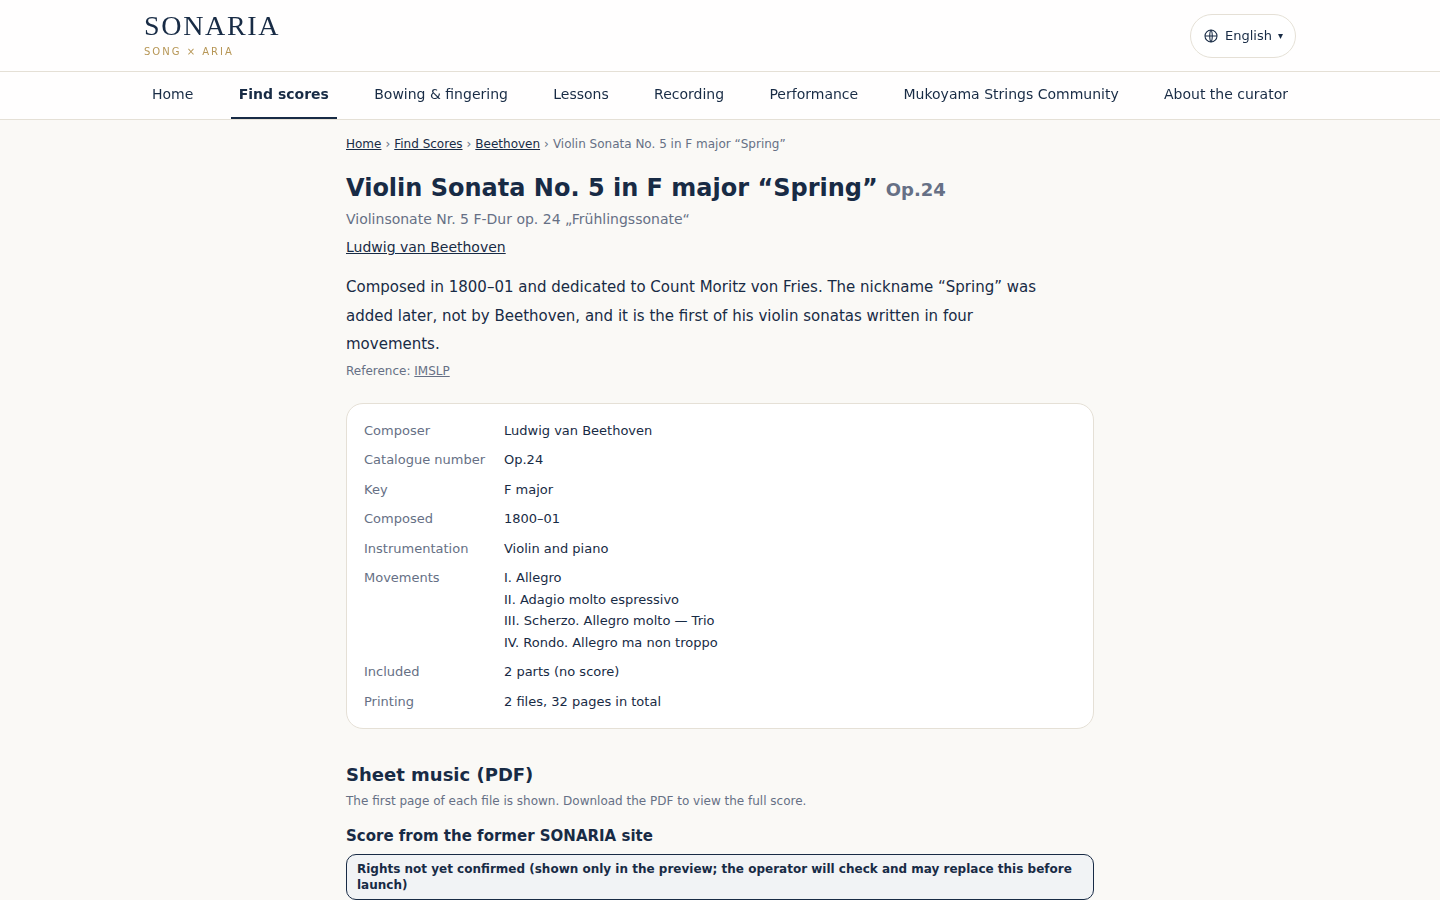 SONARIA
SONG × ARIA
English ▾
Home
Find scores
Bowing & fingering
Lessons
Recording
Performance
Mukoyama Strings Community
About the curator
Home › Find Scores › Beethoven › Violin Sonata No. 5 in F major “Spring”
Violin Sonata No. 5 in F major “Spring” Op.24
Violinsonate Nr. 5 F-Dur op. 24 „Frühlingssonate“
Ludwig van Beethoven
Composed in 1800–01 and dedicated to Count Moritz von Fries. The nickname “Spring” was
added later, not by Beethoven, and it is the first of his violin sonatas written in four
movements.
Reference: IMSLP
Composer Ludwig van Beethoven
Catalogue number Op.24
Key F major
Composed 1800–01
Instrumentation Violin and piano
Movements I. Allegro
II. Adagio molto espressivo
III. Scherzo. Allegro molto — Trio
IV. Rondo. Allegro ma non troppo
Included 2 parts (no score)
Printing 2 files, 32 pages in total
Sheet music (PDF)
The first page of each file is shown. Download the PDF to view the full score.
Score from the former SONARIA site
Rights not yet confirmed (shown only in the preview; the operator will check and may replace this before
launch)